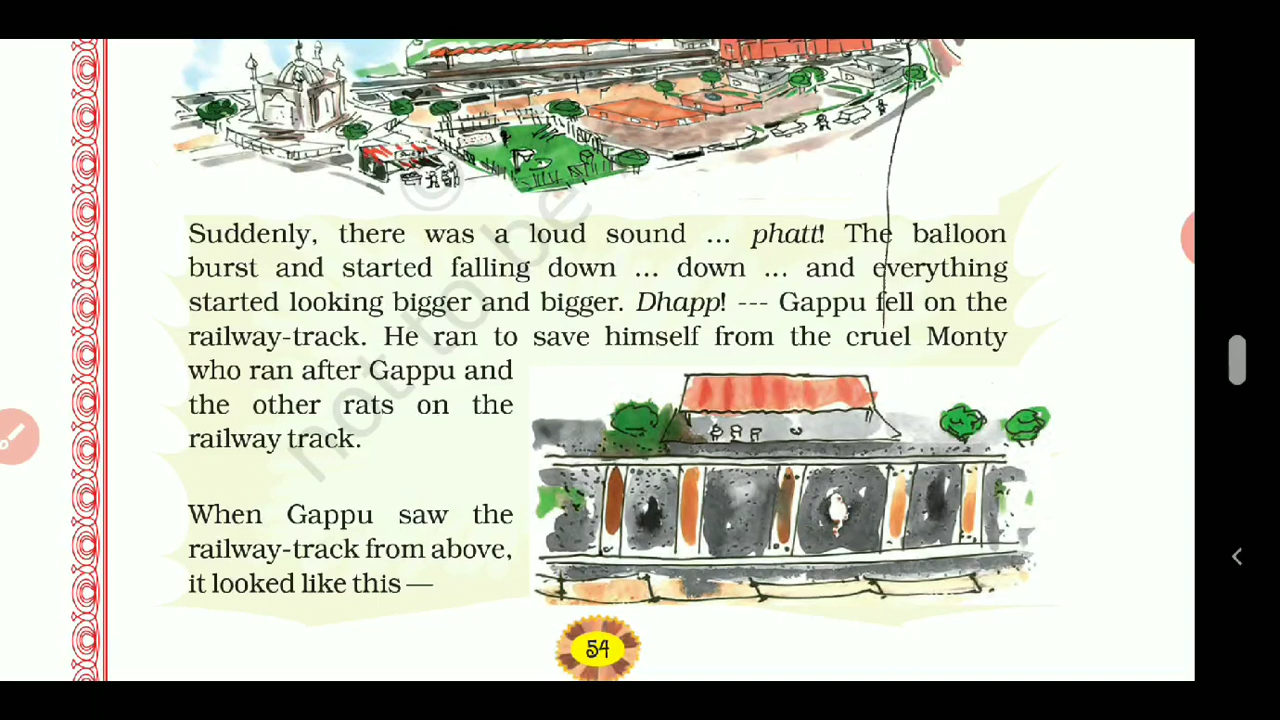 Suddenly, there was a loud sound ... phatt! The balloon
burst and started falling down ... down ... and everything
started looking bigger and bigger. Dhapp! --- Gappu fell on the
railway-track. He ran to save himself from the cruel Monty
who ran after Gappu and
the other rats on the
railway track.
When Gappu saw the
railway-track from above,
it looked like this —
54
©
not to be